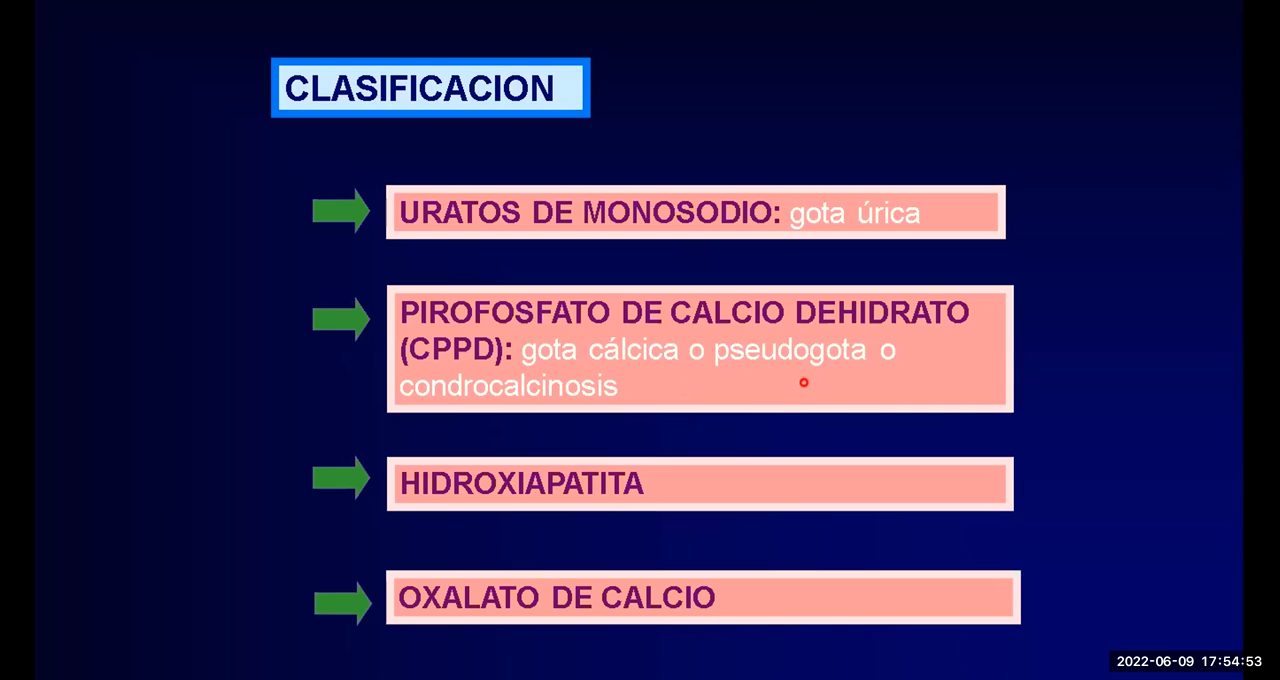 CLASIFICACION
URATOS DE MONOSODIO: gota úrica
PIROFOSFATO DE CALCIO DEHIDRATO
(CPPD): gota cálcica o pseudogota o
condrocalcinosis
HIDROXIAPATITA
OXALATO DE CALCIO
2022-06-09 17:54:53